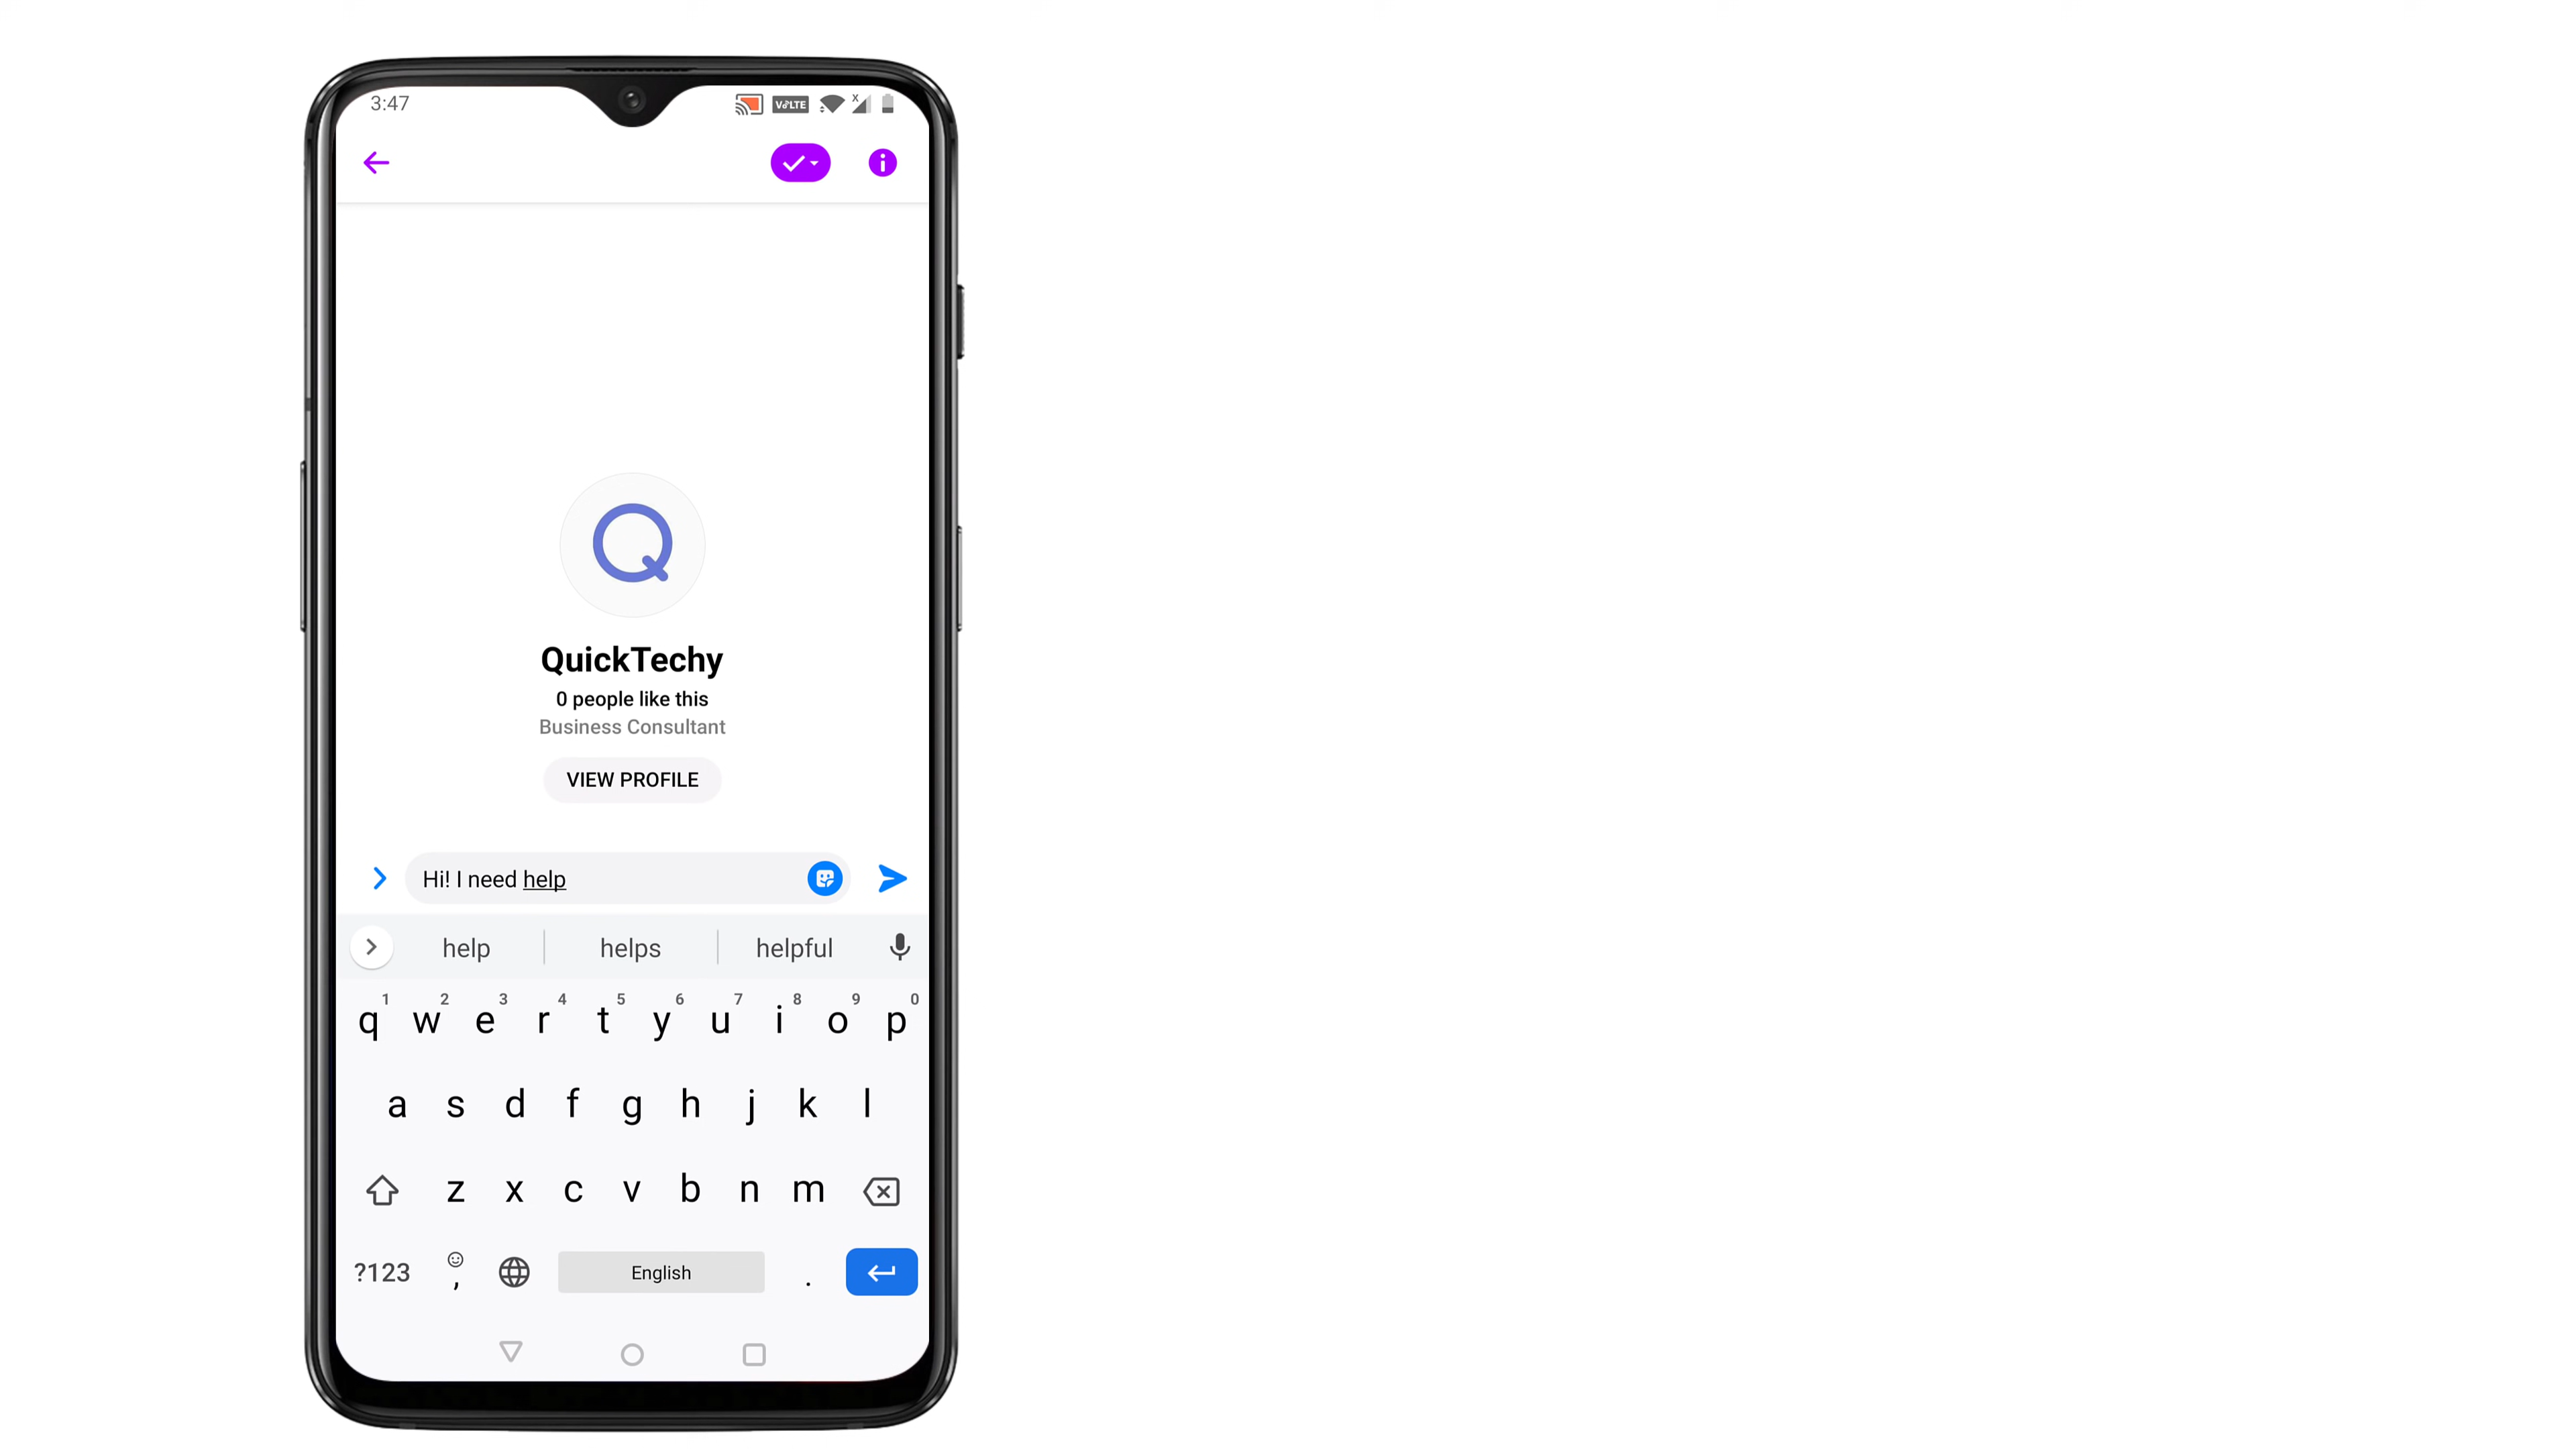 3:47
VoLTE
x
Q
QuickTechy
0 people like this
Business Consultant
VIEW PROFILE
Hi! I need help
help helps helpful
1 2 3 4 5 6 7 8 9 0
q w e r t y u i o p
a s d f g h j k l
z x c v b n m
?123 , English .